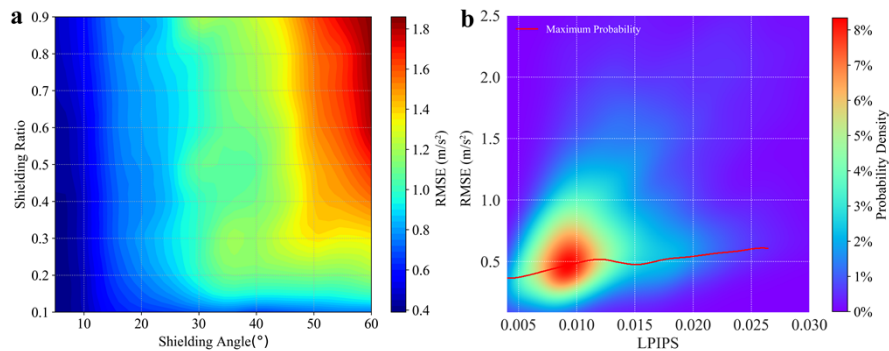 a
0.9
0.8
0.7
0.6
0.5
0.4
0.3
0.2
0.1
Shielding Ratio
10 20 30 40 50 60
Shielding Angle(°)
1.8
1.6
1.4
1.2
1.0
0.8
0.6
0.4
RMSE (m/s²)
b
Maximum Probability
2.5
2.0
1.5
1.0
0.5
RMSE (m/s²)
0.005 0.010 0.015 0.020 0.025 0.030
LPIPS
8%
7%
6%
5%
4%
3%
2%
1%
0%
Probability Density